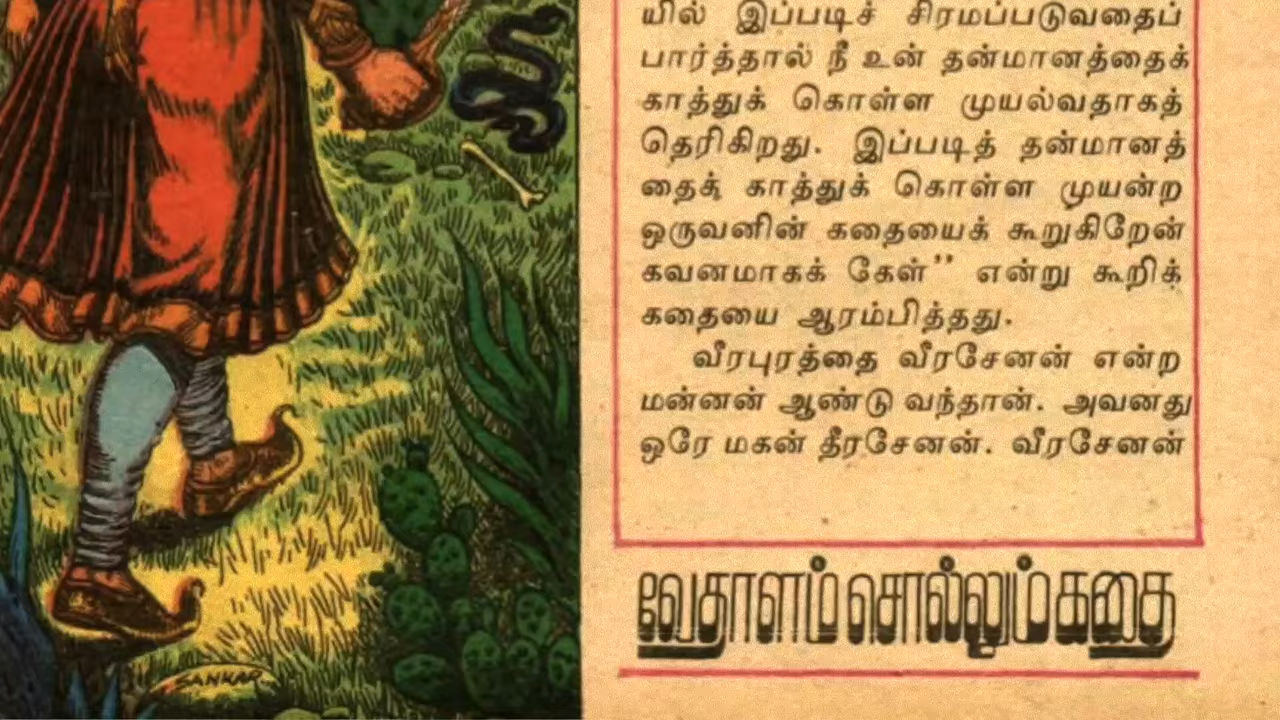 யில் இப்படிச் சிரமப்படுவதைப்
பார்த்தால் நீ உன் தன்மானத்தைக்
காத்துக் கொள்ள முயல்வதாகத்
தெரிகிறது. இப்படித் தன்மானத்
தைக் காத்துக் கொள்ள முயன்ற
ஒருவனின் கதையைக் கூறுகிறேன்
கவனமாகக் கேள்” என்று கூறிக்
கதையை ஆரம்பித்தது.
வீரபுரத்தை வீரசேனன் என்ற
மன்னன் ஆண்டு வந்தான். அவனது
ஒரே மகன் தீரசேனன். வீரசேனன்
வேதாளம் சொல்லும் கதை
SANKAR